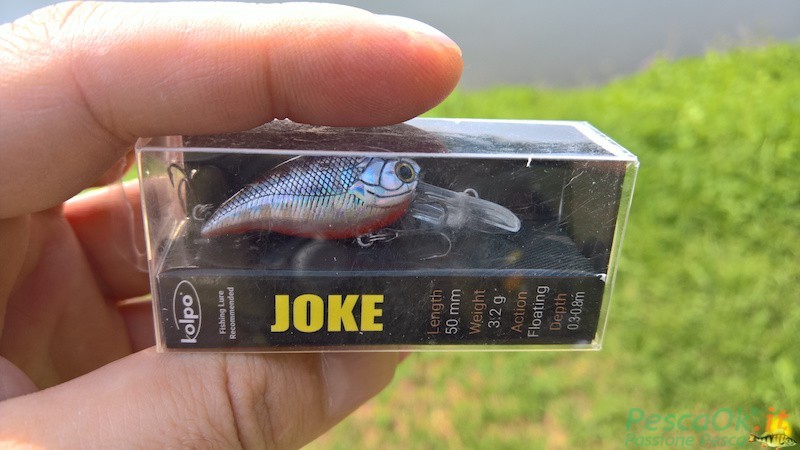 kolpo
Fishing Lure
Recommended
JOKE
Length
50 mm
Weight
3.2 g
Action
Floating
Depth
0.3-0.8m
PescaOK.it